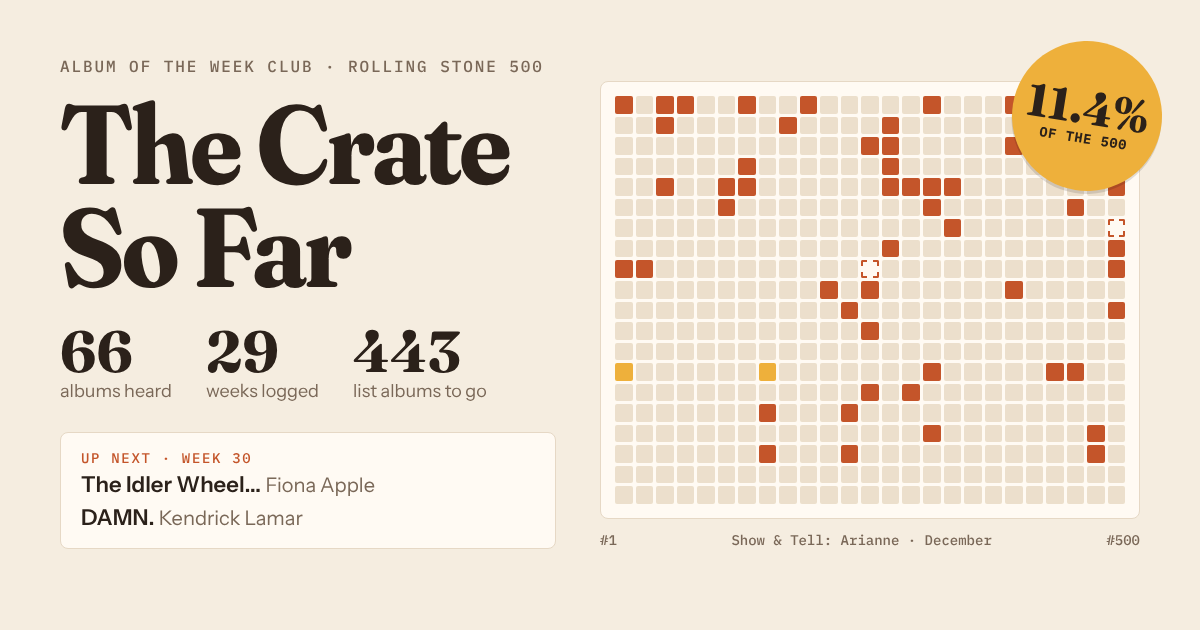 ALBUM OF THE WEEK CLUB · ROLLING STONE 500
The Crate
So Far
66
albums heard
29
weeks logged
443
list albums to go
UP NEXT · WEEK 30
The Idler Wheel... Fiona Apple
DAMN. Kendrick Lamar
11.4%
OF THE 500
#1
Show & Tell: Arianne · December
#500